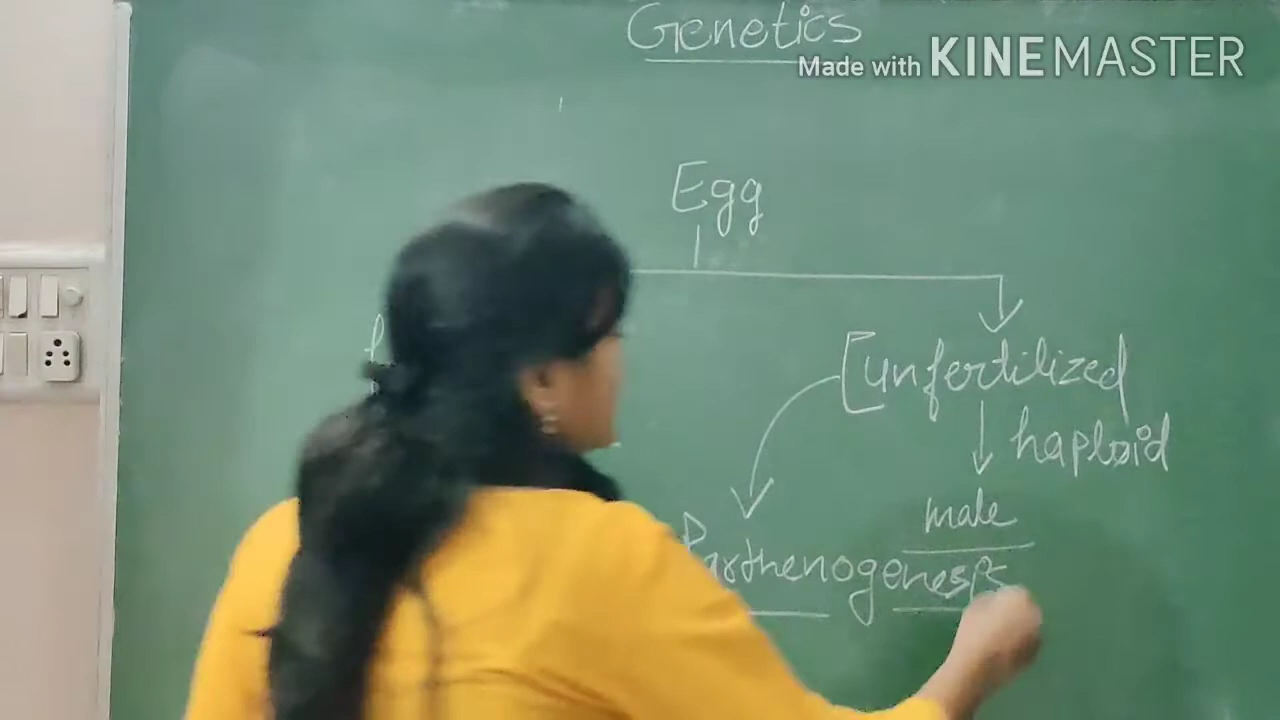 Genetics
Made with KINEMASTER
Egg
[unfertilized
haploid
male
Parthenogenesis